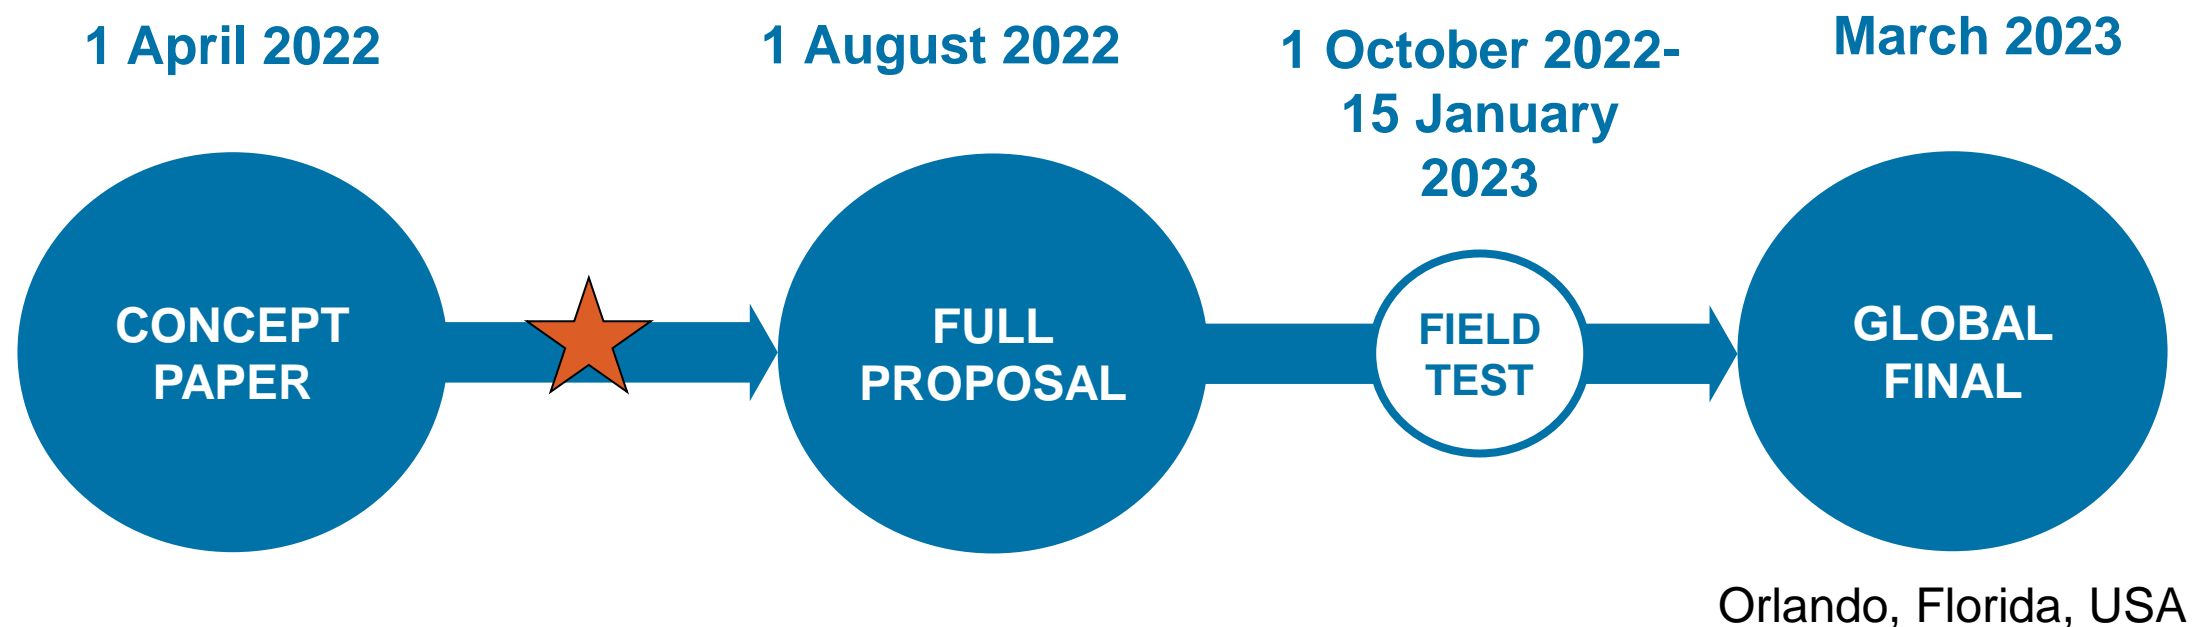 1 April 2022
1 August 2022
1 October 2022-
15 January
2023
March 2023
CONCEPT
PAPER
FULL
PROPOSAL
FIELD
TEST
GLOBAL
FINAL
Orlando, Florida, USA